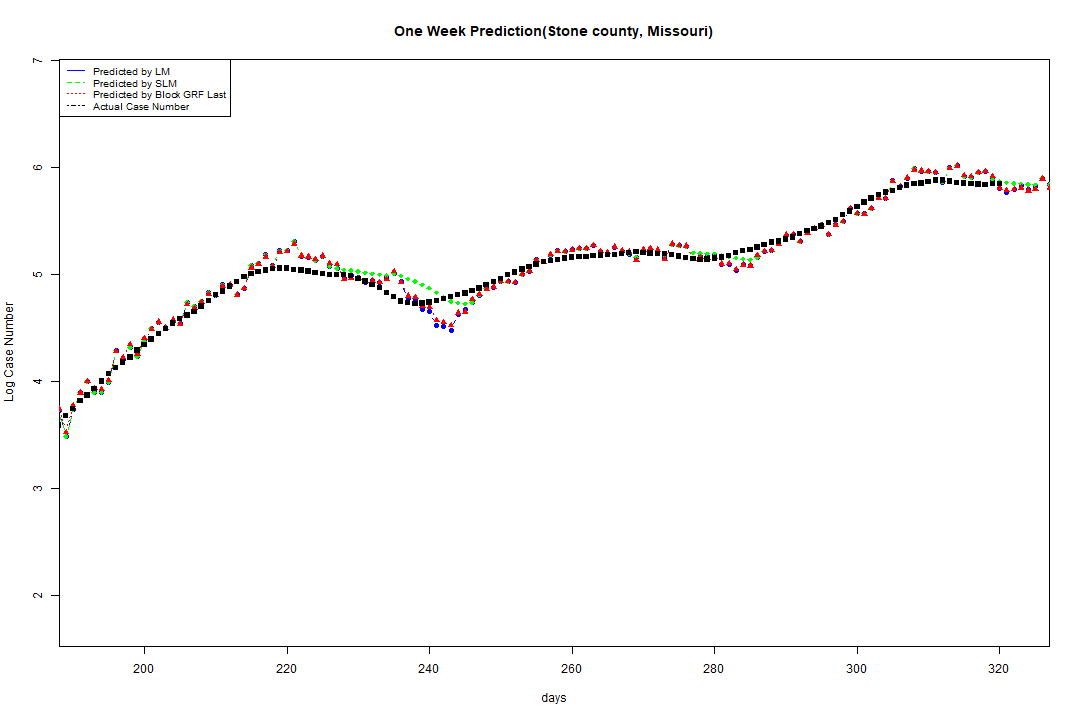 One Week Prediction(Stone county, Missouri)
7
Predicted by LM
Predicted by SLM
Predicted by Block GRF Last
Actual Case Number
6
5
4
3
2
Log Case Number
200 220 240 260 280 300 320
days